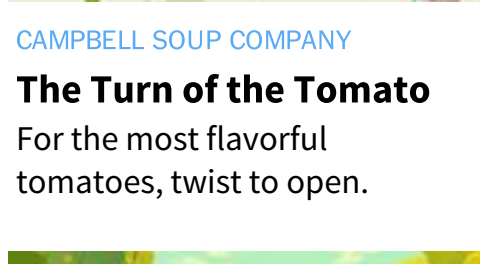 CAMPBELL SOUP COMPANY
The Turn of the Tomato
For the most flavorful
tomatoes, twist to open.